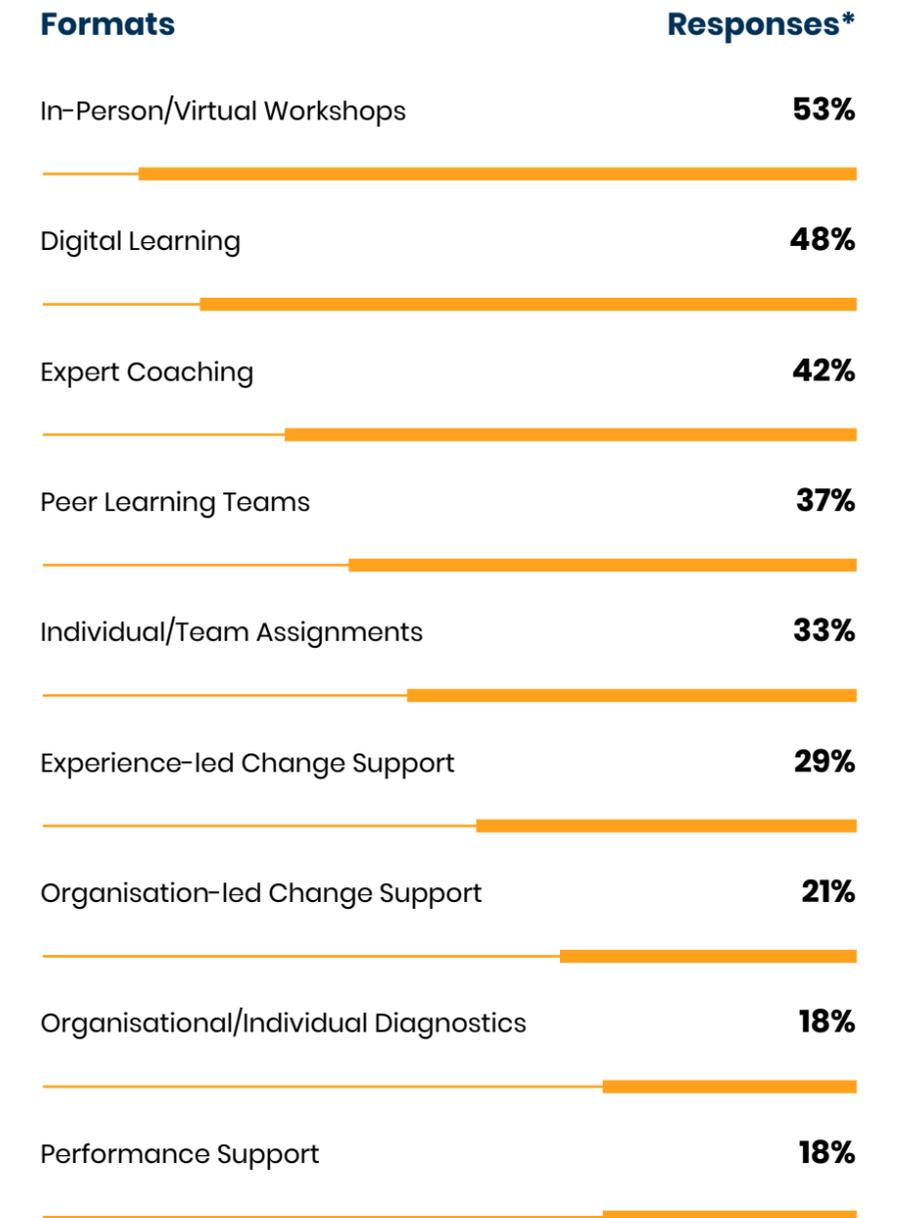 Formats Responses*
In-Person/Virtual Workshops 53%
Digital Learning 48%
Expert Coaching 42%
Peer Learning Teams 37%
Individual/Team Assignments 33%
Experience-led Change Support 29%
Organisation-led Change Support 21%
Organisational/Individual Diagnostics 18%
Performance Support 18%